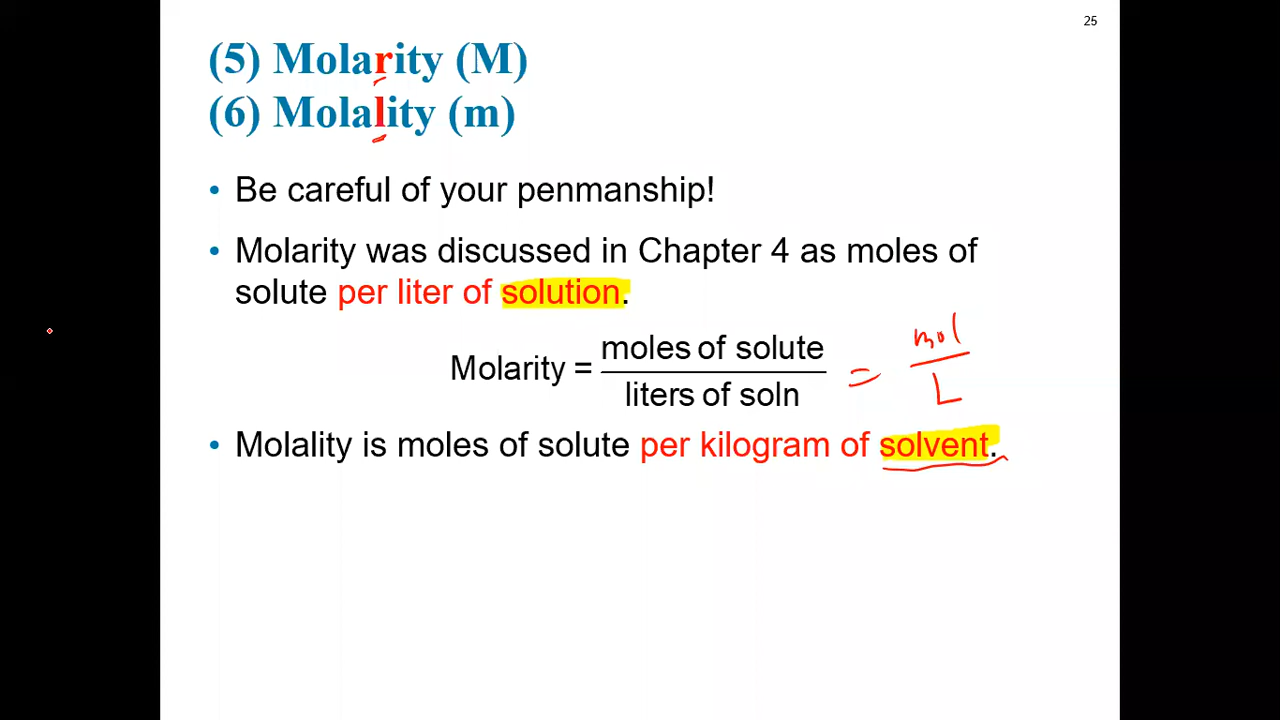 25
(5) Molarity (M)
(6) Molality (m)
• Be careful of your penmanship!
• Molarity was discussed in Chapter 4 as moles of
solute per liter of solution.
Molarity = moles of solute / liters of soln = mol / L
• Molality is moles of solute per kilogram of solvent.